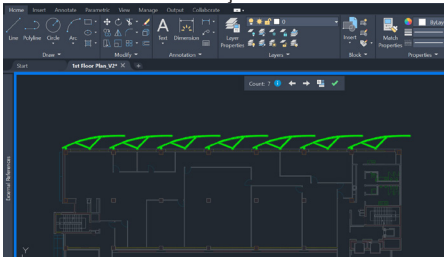 Home Insert Annotate Parametric View Manage Output Collaborate
Line Polyline Circle Arc Text Dimension Layer Properties 0 Insert Match Properties ByLay
Draw Modify Annotation Layers Block Properties
Start 1st Floor Plan_V2* +
Count: 7
External References
Y